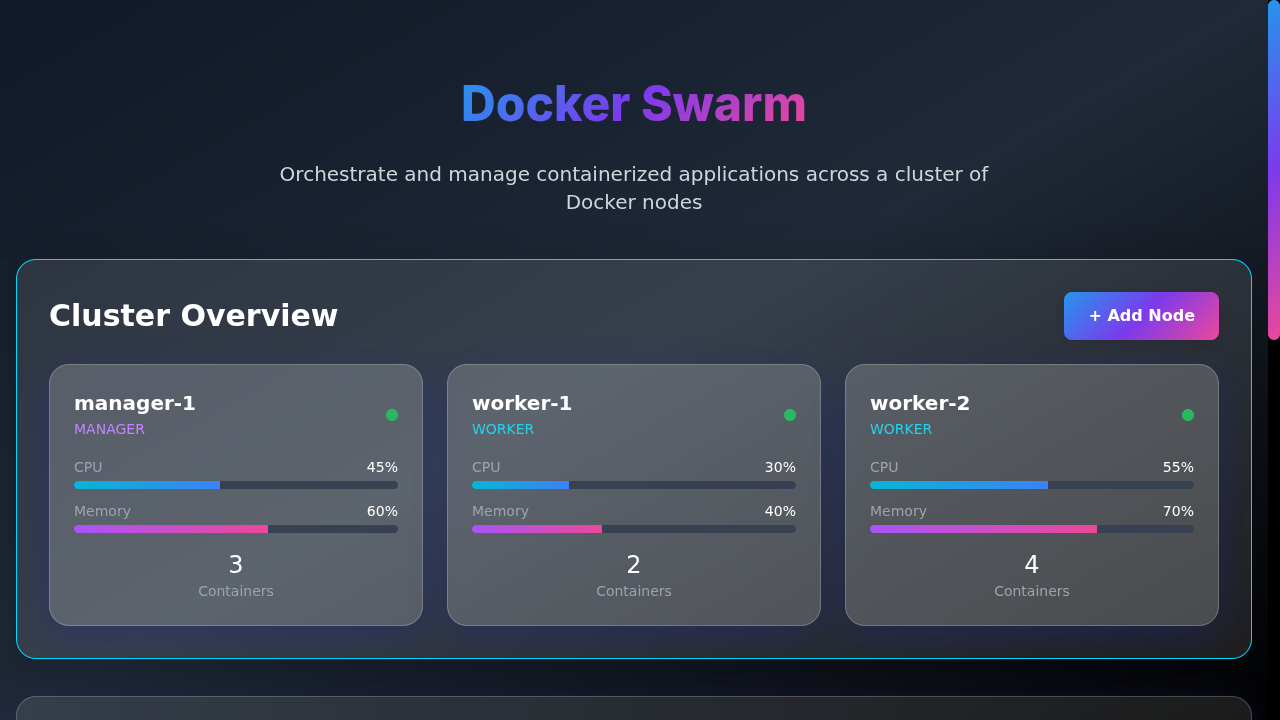 Docker Swarm
Orchestrate and manage containerized applications across a cluster of
Docker nodes
Cluster Overview
+ Add Node
manager-1
MANAGER
CPU 45%
Memory 60%
3
Containers
worker-1
WORKER
CPU 30%
Memory 40%
2
Containers
worker-2
WORKER
CPU 55%
Memory 70%
4
Containers